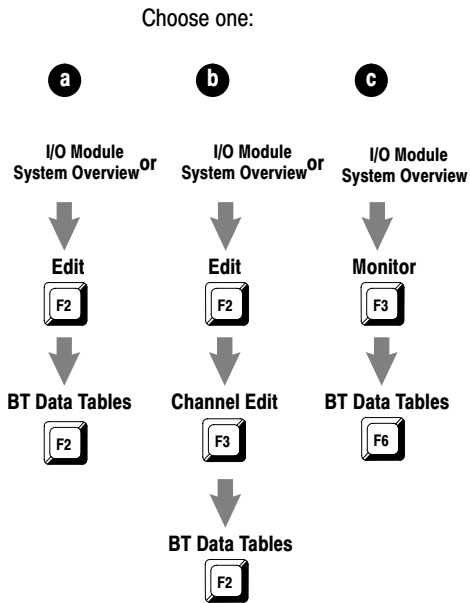 Choose one:
a b c
I/O Module
System Overview
or
I/O Module
System Overview
or
I/O Module
System Overview
Edit Edit Monitor
F2 F2 F3
BT Data Tables Channel Edit BT Data Tables
F2 F3 F6
BT Data Tables
F2